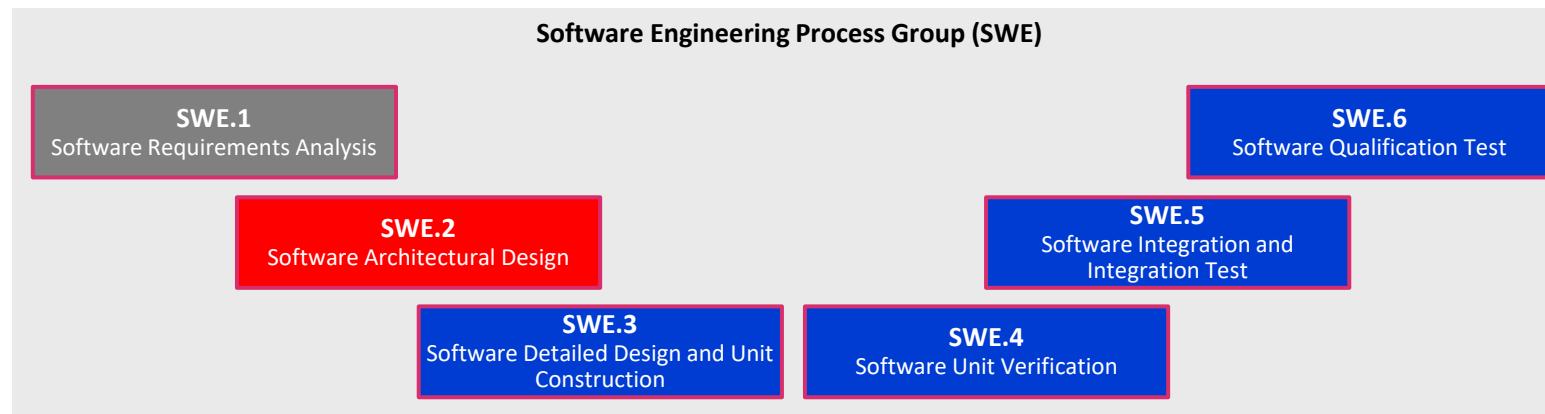 Software Engineering Process Group (SWE)
SWE.1
Software Requirements Analysis
SWE.2
Software Architectural Design
SWE.3
Software Detailed Design and Unit
Construction
SWE.4
Software Unit Verification
SWE.5
Software Integration and
Integration Test
SWE.6
Software Qualification Test